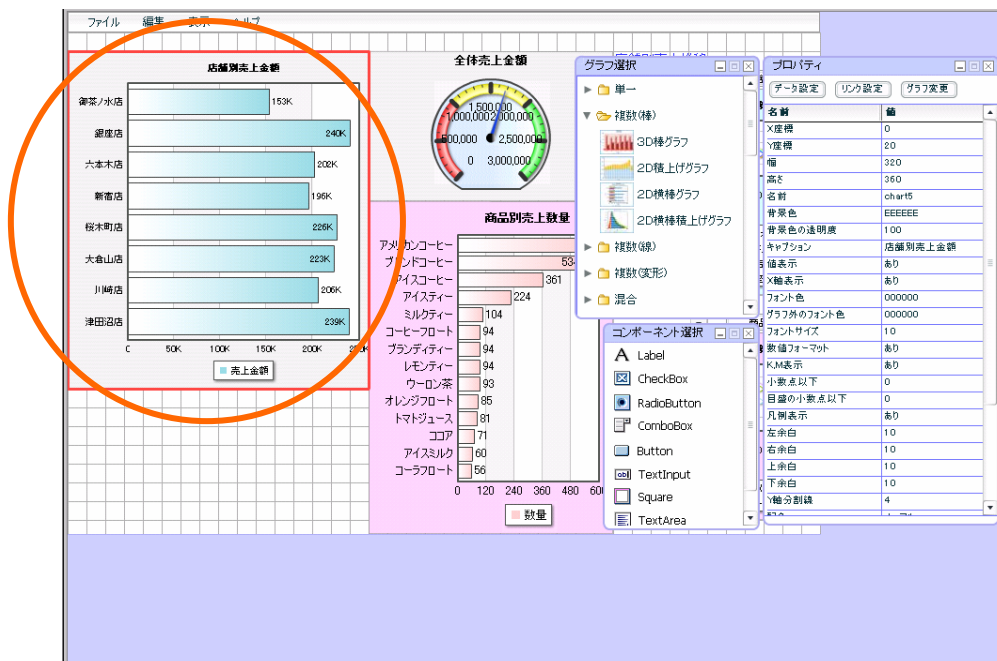 ファイル 編集 表示 ヘルプ
店舗別売上金額
御茶ノ水店 153K
銀座店 240K
六本木店 202K
新宿店 196K
桜木町店 226K
大倉山店 223K
川崎店 206K
津田沼店 239K
0 50K 100K 150K 200K 250K
売上金額
全体売上金額
1,500,000
1,000,000 2,000,000
500,000 2,500,000
0 3,000,000
商品別売上数量
アメリカンコーヒー
ブランドコーヒー 534
アイスコーヒー 361
アイスティー 224
ミルクティー 104
コーヒーフロート 94
ブランディティー 94
レモンティー 94
ウーロン茶 93
オレンジフロート 85
トマトジュース 81
ココア 71
アイスミルク 60
コーラフロート 56
0 120 240 360 480 600
数量
グラフ選択
単一
複数(棒)
3D棒グラフ
2D積上げグラフ
2D横棒グラフ
2D横棒積上げグラフ
複数(線)
複数(変形)
混合
コンポーネント選択
A Label
CheckBox
RadioButton
ComboBox
Button
TextInput
Square
TextArea
プロパティ
データ設定 リンク設定 グラフ変更
名前 値
X座標 0
Y座標 20
幅 320
高さ 360
名前 chart5
背景色 EEEEEE
背景色の透明度 100
キャプション 店舗別売上金額
値表示 あり
X軸表示 あり
フォント色 000000
グラフ外のフォント色 000000
フォントサイズ 10
数値フォーマット あり
K,M表示 あり
小数点以下 0
目盛の小数点以下 0
凡例表示 あり
左余白 10
右余白 10
上余白 10
下余白 10
Y軸分割線 4